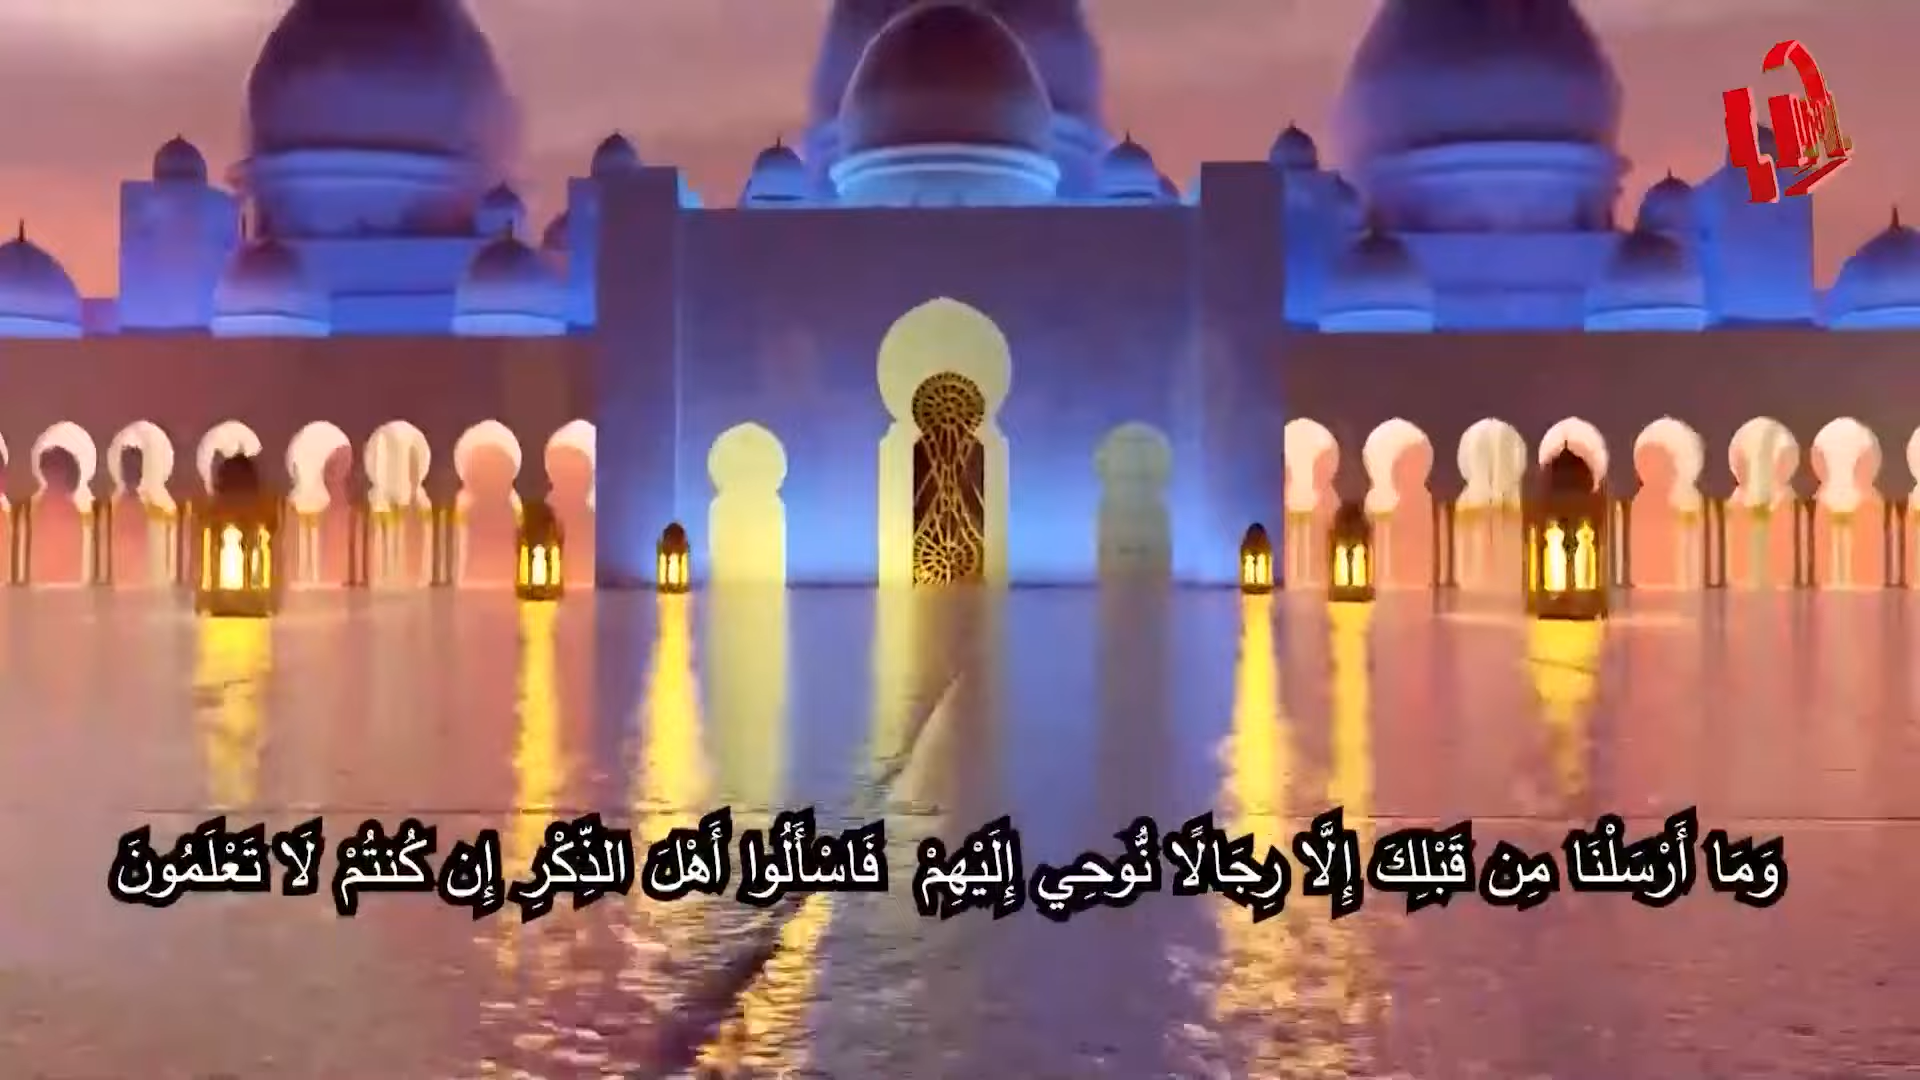 وَمَا أَرْسَلْنَا مِن قَبْلِكَ إِلَّا رِجَالًا نُّوحِي إِلَيْهِمْ فَاسْأَلُوا أَهْلَ الذِّكْرِ إِن كُنتُمْ لَا تَعْلَمُونَ